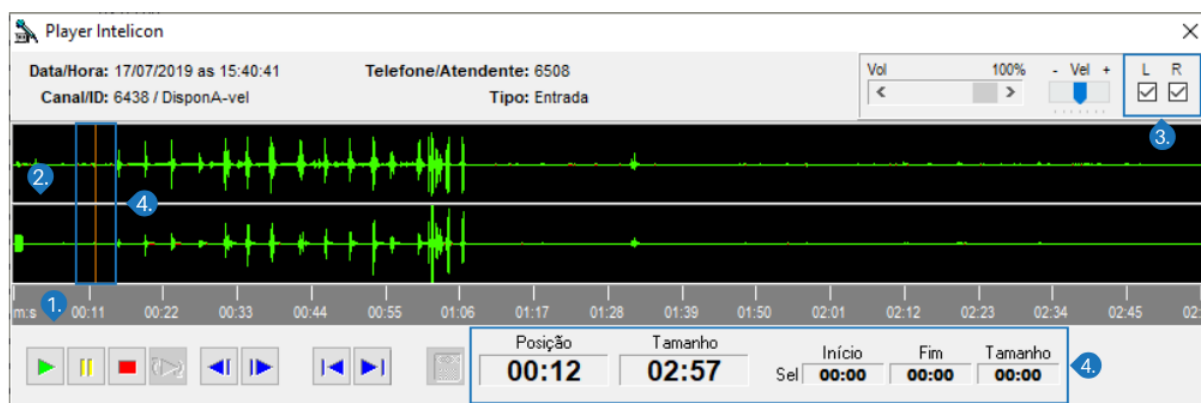 Player Intelicon
Data/Hora: 17/07/2019 as 15:40:41
Telefone/Atendente: 6508
Canal/ID: 6438 / DisponA-vel
Tipo: Entrada
Vol 100%
- Vel +
L R
3.
2.
4.
1.
m:s 00:11 00:22 00:33 00:44 00:55 01:06 01:17 01:28 01:39 01:50 02:01 02:12 02:23 02:34 02:45 02:
Posição
00:12
Tamanho
02:57
Sel
Início
00:00
Fim
00:00
Tamanho
00:00
4.